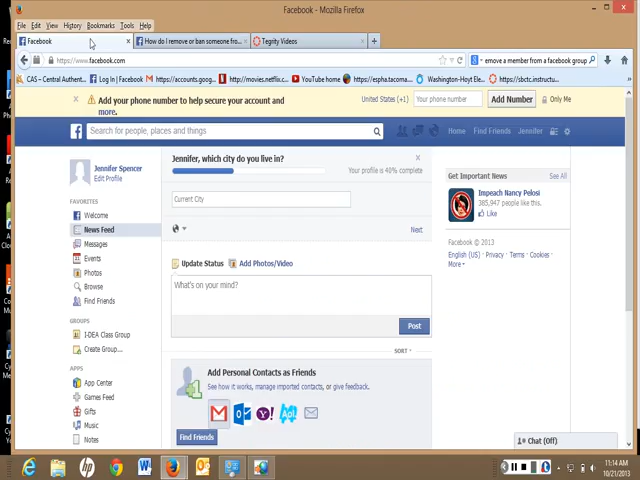 Facebook - Mozilla Firefox
File Edit View History Bookmarks Tools Help
Facebook × How do I remove or ban someone fro... × Tegrity Videos × +
https://www.facebook.com
emove a member from a facebook group
CAS – Central Authent... Log In | Facebook https://accounts.goog... http://movies.netflix.c... YouTube home https://espha.tacoma... Washington-Hoyt Ele... https://sbctc.instructu...
Add your phone number to help secure your account and more.
United States (+1) Your phone number Add Number Only Me
Search for people, places and things
Home Find Friends Jennifer
Jennifer Spencer
Edit Profile
FAVORITES
Welcome
News Feed
Messages
Events
Photos
Browse
Find Friends
GROUPS
I-DEA Class Group
Create Group...
APPS
App Center
Games Feed
Gifts
Music
Notes
Jennifer, which city do you live in?
Your profile is 40% complete
Current City
Next
Update Status Add Photos/Video
What's on your mind?
Post
SORT
Add Personal Contacts as Friends
See how it works, manage imported contacts, or give feedback.
Find Friends
Get Important News See All
Impeach Nancy Pelosi
385,947 people like this.
Like
Facebook © 2013
English (US) · Privacy · Terms · Cookies ·
More
Chat (Off)
11:14 AM
10/21/2013